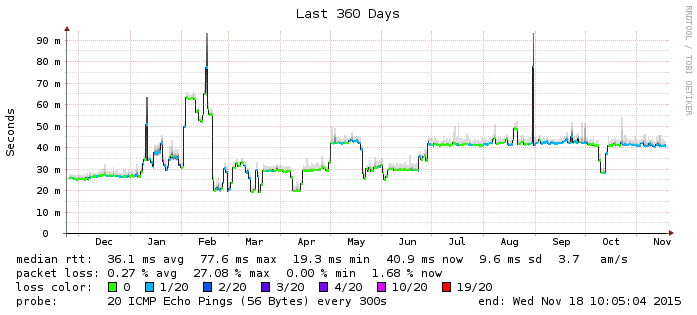 Last 360 Days
RRDTOOL / TOBI OETIKER
Seconds
90 m
80 m
70 m
60 m
50 m
40 m
30 m
20 m
10 m
0
Dec Jan Feb Mar Apr May Jun Jul Aug Sep Oct Nov
median rtt: 36.1 ms avg 77.6 ms max 19.3 ms min 40.9 ms now 9.6 ms sd 3.7 am/s
packet loss: 0.27 % avg 27.08 % max 0.00 % min 1.68 % now
loss color: 0 1/20 2/20 3/20 4/20 10/20 19/20
probe: 20 ICMP Echo Pings (56 Bytes) every 300s end: Wed Nov 18 10:05:04 2015